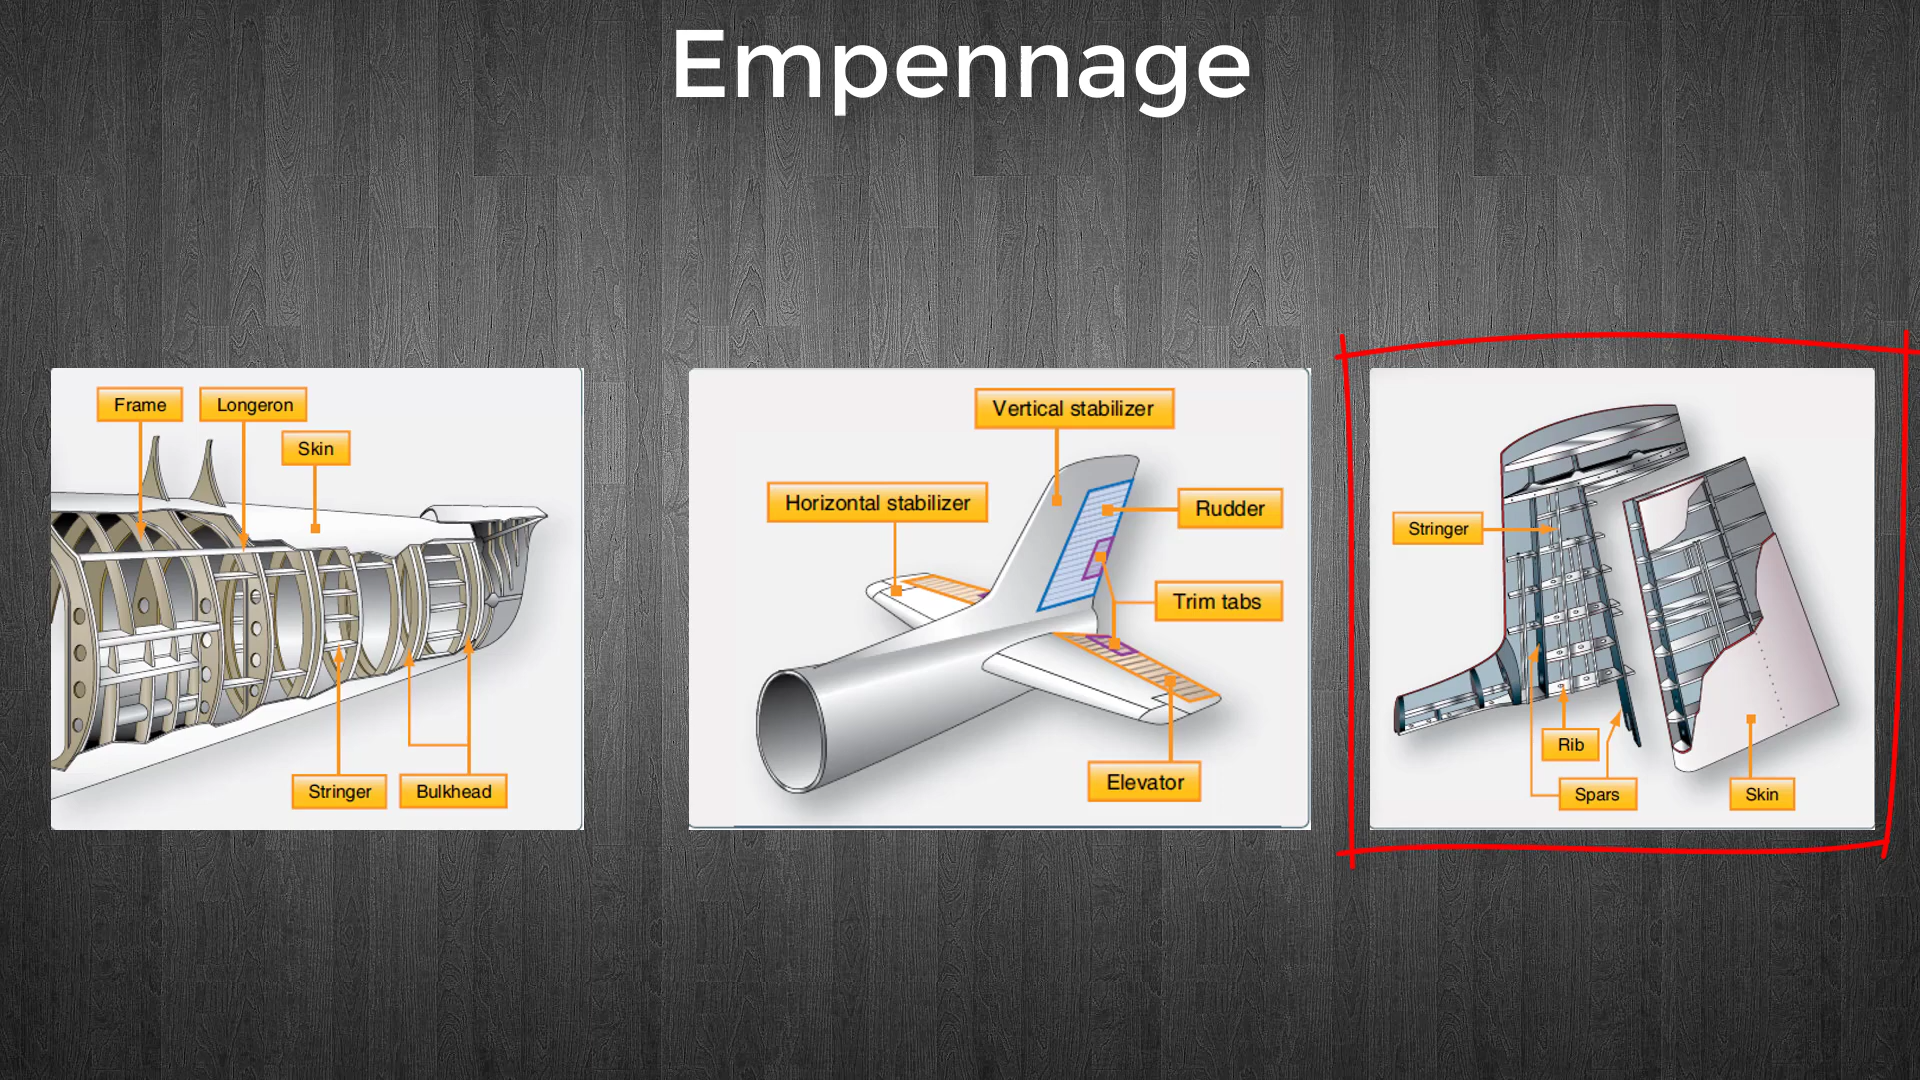 Empennage
Frame
Longeron
Skin
Stringer
Bulkhead
Vertical stabilizer
Horizontal stabilizer
Rudder
Trim tabs
Elevator
Stringer
Rib
Spars
Skin